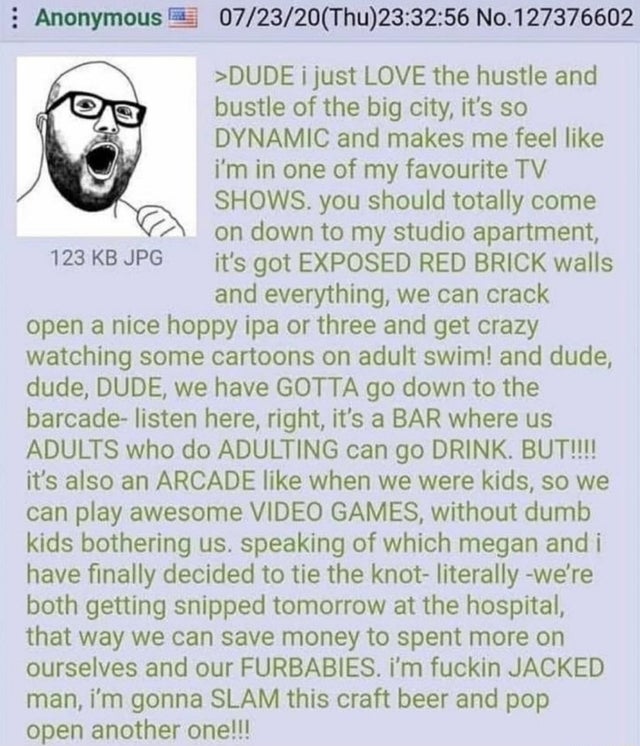 Anonymous 07/23/20(Thu)23:32:56 No.127376602
>DUDE i just LOVE the hustle and
bustle of the big city, it's so
DYNAMIC and makes me feel like
i'm in one of my favourite TV
SHOWS. you should totally come
on down to my studio apartment,
123 KB JPG
it's got EXPOSED RED BRICK walls
and everything, we can crack
open a nice hoppy ipa or three and get crazy
watching some cartoons on adult swim! and dude,
dude, DUDE, we have GOTTA go down to the
barcade- listen here, right, it's a BAR where us
ADULTS who do ADULTING can go DRINK. BUT!!!!
it's also an ARCADE like when we were kids, so we
can play awesome VIDEO GAMES, without dumb
kids bothering us. speaking of which megan and i
have finally decided to tie the knot- literally -we're
both getting snipped tomorrow at the hospital,
that way we can save money to spent more on
ourselves and our FURBABIES. i'm fuckin JACKED
man, i'm gonna SLAM this craft beer and pop
open another one!!!